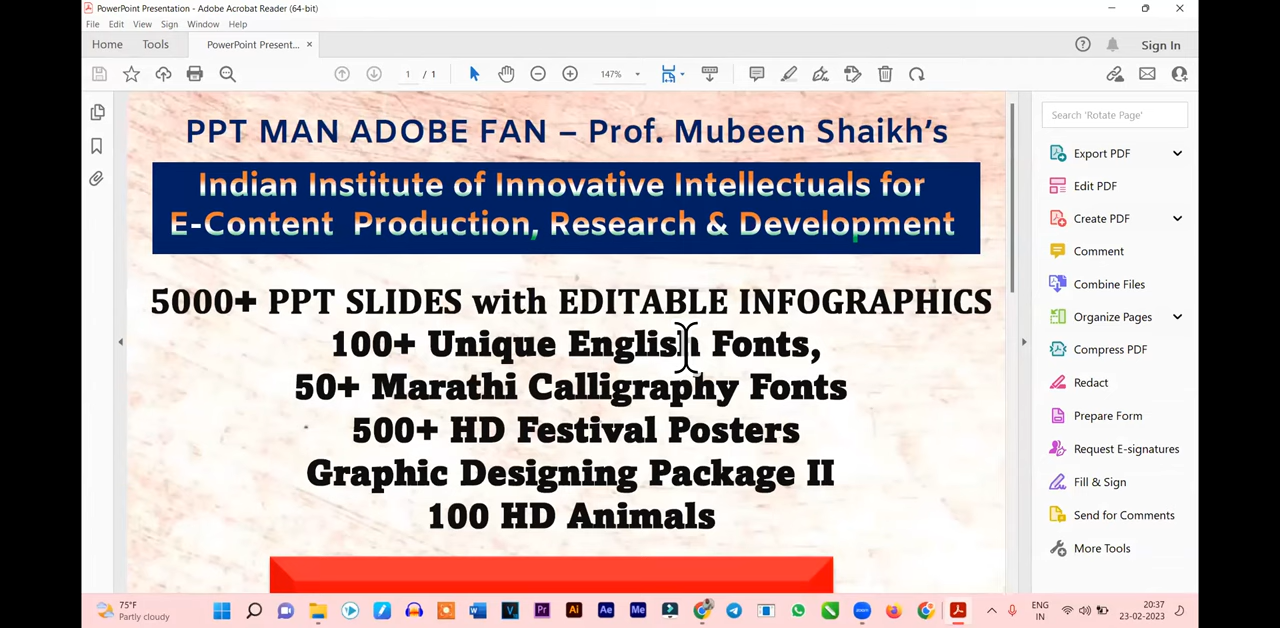 PowerPoint Presentation - Adobe Acrobat Reader (64-bit)
File Edit View Sign Window Help
Home Tools PowerPoint Present... × Sign In
1 / 1 147%
Search 'Rotate Page'
Export PDF
Edit PDF
Create PDF
Comment
Combine Files
Organize Pages
Compress PDF
Redact
Prepare Form
Request E-signatures
Fill & Sign
Send for Comments
More Tools
PPT MAN ADOBE FAN – Prof. Mubeen Shaikh's
Indian Institute of Innovative Intellectuals for
E-Content Production, Research & Development
5000+ PPT SLIDES with EDITABLE INFOGRAPHICS
100+ Unique English Fonts,
50+ Marathi Calligraphy Fonts
500+ HD Festival Posters
Graphic Designing Package II
100 HD Animals
75°F
Partly cloudy
W V Pr Ai Ae Me zoom
ENG
IN
20:37
23-02-2023